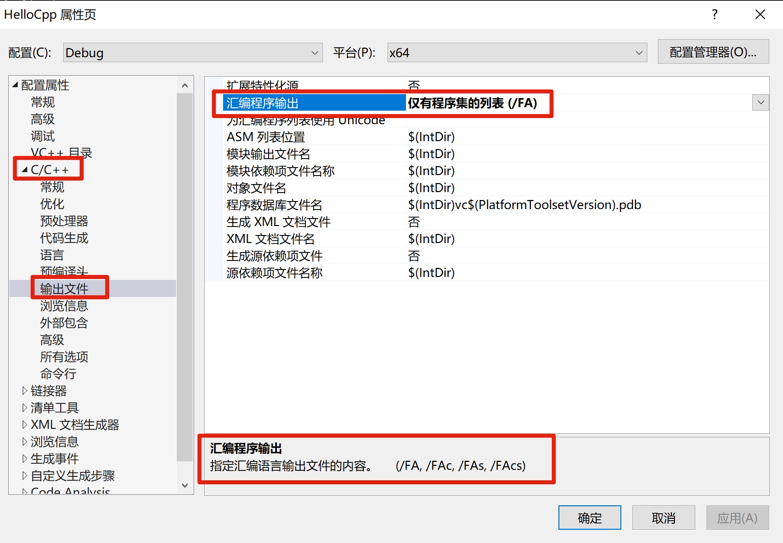 HelloCpp 属性页
配置(C):
Debug
平台(P):
x64
配置管理器(O)...
配置属性
常规
高级
调试
VC++ 目录
C/C++
常规
优化
预处理器
代码生成
语言
预编译头
输出文件
浏览信息
外部包含
高级
所有选项
命令行
链接器
清单工具
XML 文档生成器
浏览信息
生成事件
自定义生成步骤
Code Analysis
扩展特性化源 否
汇编程序输出 仅有程序集的列表 (/FA)
为汇编程序列表使用 Unicode
ASM 列表位置 $(IntDir)
模块输出文件名 $(IntDir)
模块依赖项文件名称 $(IntDir)
对象文件名 $(IntDir)
程序数据库文件名 $(IntDir)vc$(PlatformToolsetVersion).pdb
生成 XML 文档文件 否
XML 文档文件名 $(IntDir)
生成源依赖项文件 否
源依赖项文件名称 $(IntDir)
汇编程序输出
指定汇编语言输出文件的内容。 (/FA, /FAc, /FAs, /FAcs)
确定
取消
应用(A)